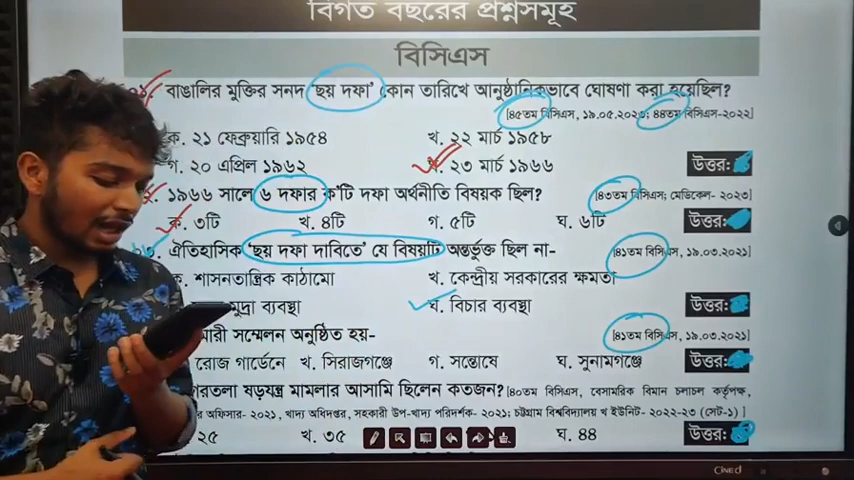 বিগত বছরের প্রশ্নসমূহ
বিসিএস
বাঙালির মুক্তির সনদ 'ছয় দফা' কোন তারিখে আনুষ্ঠানিকভাবে ঘোষণা করা হয়েছিল?
[৪৫তম বিসিএস, ১৯.০৫.২০২৩; ৪৪তম বিসিএস-২০২২]
ক. ২১ ফেব্রুয়ারি ১৯৫৪ খ. ২২ মার্চ ১৯৫৮
গ. ২০ এপ্রিল ১৯৬২ ২৩ মার্চ ১৯৬৬ উত্তর:
১৯৬৬ সালে ৬ দফার ক'টি দফা অর্থনীতি বিষয়ক ছিল? [৪৩তম বিসিএস; মেডিকেল- ২০২৩]
ক. ৩টি খ. ৪টি গ. ৫টি ঘ. ৬টি উত্তর:
ঐতিহাসিক 'ছয় দফা দাবিতে' যে বিষয়টি অন্তর্ভুক্ত ছিল না- [৪১তম বিসিএস, ১৯.০৩.২০২১]
ক. শাসনতান্ত্রিক কাঠামো খ. কেন্দ্রীয় সরকারের ক্ষমতা
মুদ্রা ব্যবস্থা ঘ. বিচার ব্যবস্থা উত্তর:
মারী সম্মেলন অনুষ্ঠিত হয়- [৪১তম বিসিএস, ১৯.০৩.২০২১]
রোজ গার্ডেনে খ. সিরাজগঞ্জে গ. সন্তোষে ঘ. সুনামগঞ্জে উত্তর:
গরতলা ষড়যন্ত্র মামলার আসামি ছিলেন কতজন? [৪০তম বিসিএস, বেসামরিক বিমান চলাচল কর্তৃপক্ষ,
অফিসার- ২০২১, খাদ্য অধিদপ্তর, সহকারী উপ-খাদ্য পরিদর্শক- ২০২১; চট্টগ্রাম বিশ্ববিদ্যালয় খ ইউনিট- ২০২২-২৩ (সেট-১) ]
২৫ খ. ৩৫ ঘ. ৪৪ উত্তর: